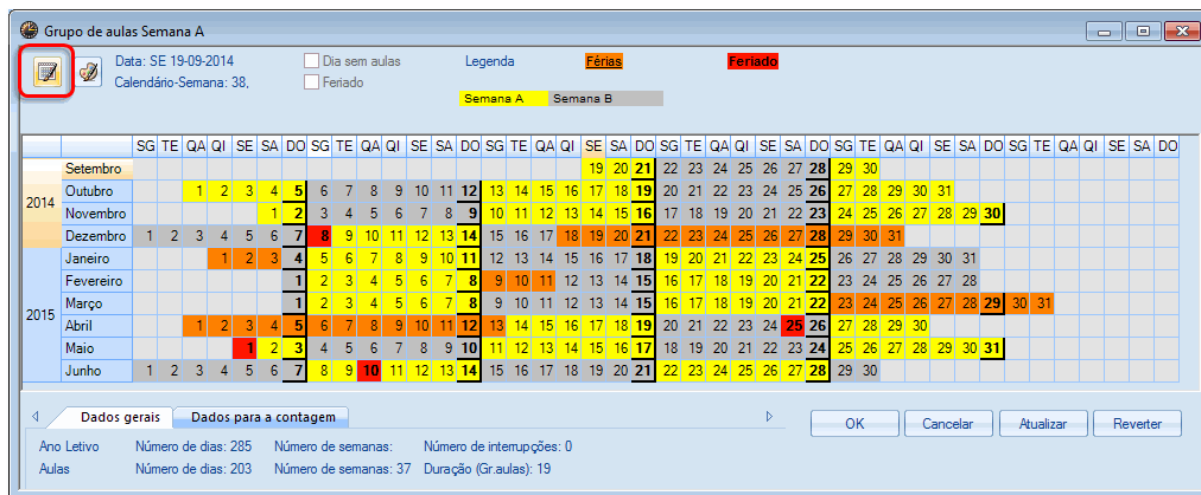 Grupo de aulas Semana A
Data: SE 19-09-2014 Dia sem aulas Legenda Férias Feriado
Calendário-Semana: 38, Feriado
Semana A Semana B
SG TE QA QI SE SA DO SG TE QA QI SE SA DO SG TE QA QI SE SA DO SG TE QA QI SE SA DO SG TE QA QI SE SA DO SG TE QA QI SE SA DO
Setembro 19 20 21 22 23 24 25 26 27 28 29 30
2014
Outubro 1 2 3 4 5 6 7 8 9 10 11 12 13 14 15 16 17 18 19 20 21 22 23 24 25 26 27 28 29 30 31
Novembro 1 2 3 4 5 6 7 8 9 10 11 12 13 14 15 16 17 18 19 20 21 22 23 24 25 26 27 28 29 30
Dezembro 1 2 3 4 5 6 7 8 9 10 11 12 13 14 15 16 17 18 19 20 21 22 23 24 25 26 27 28 29 30 31
Janeiro 1 2 3 4 5 6 7 8 9 10 11 12 13 14 15 16 17 18 19 20 21 22 23 24 25 26 27 28 29 30 31
Fevereiro 1 2 3 4 5 6 7 8 9 10 11 12 13 14 15 16 17 18 19 20 21 22 23 24 25 26 27 28
2015
Março 1 2 3 4 5 6 7 8 9 10 11 12 13 14 15 16 17 18 19 20 21 22 23 24 25 26 27 28 29 30 31
Abril 1 2 3 4 5 6 7 8 9 10 11 12 13 14 15 16 17 18 19 20 21 22 23 24 25 26 27 28 29 30
Maio 1 2 3 4 5 6 7 8 9 10 11 12 13 14 15 16 17 18 19 20 21 22 23 24 25 26 27 28 29 30 31
Junho 1 2 3 4 5 6 7 8 9 10 11 12 13 14 15 16 17 18 19 20 21 22 23 24 25 26 27 28 29 30
Dados gerais Dados para a contagem
OK Cancelar Atualizar Reverter
Ano Letivo Número de dias: 285 Número de semanas: Número de interrupções: 0
Aulas Número de dias: 203 Número de semanas: 37 Duração (Gr.aulas): 19